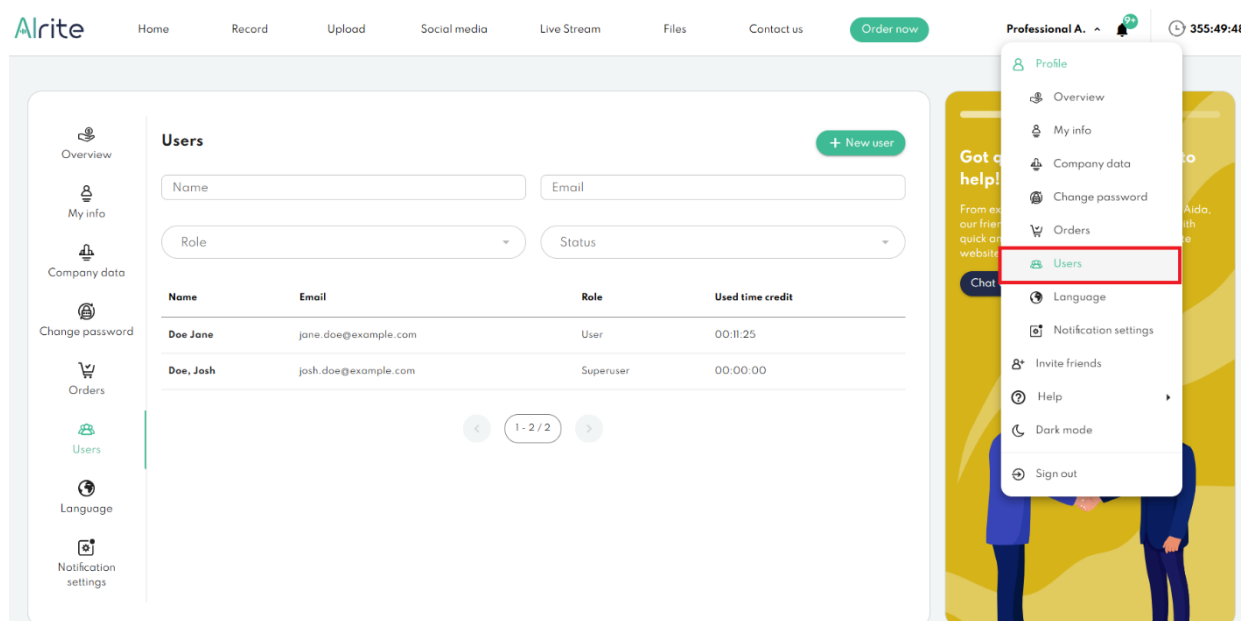 Alrite
Home
Record
Upload
Social media
Live Stream
Files
Contact us
Order now
Professional A.
9+
355:49:48
Overview
My info
Company data
Change password
Orders
Users
Language
Notification
settings
Users
+ New user
Name
Email
Role
Status
Name Email Role Used time credit
Doe Jane jane.doe@example.com User 00:11:25
Doe, Josh josh.doe@example.com Superuser 00:00:00
1 - 2 / 2
Got
to
help!
From
Aida,
our
quick
website
Chat
Profile
Overview
My info
Company data
Change password
Orders
Users
Language
Notification settings
Invite friends
Help
Dark mode
Sign out